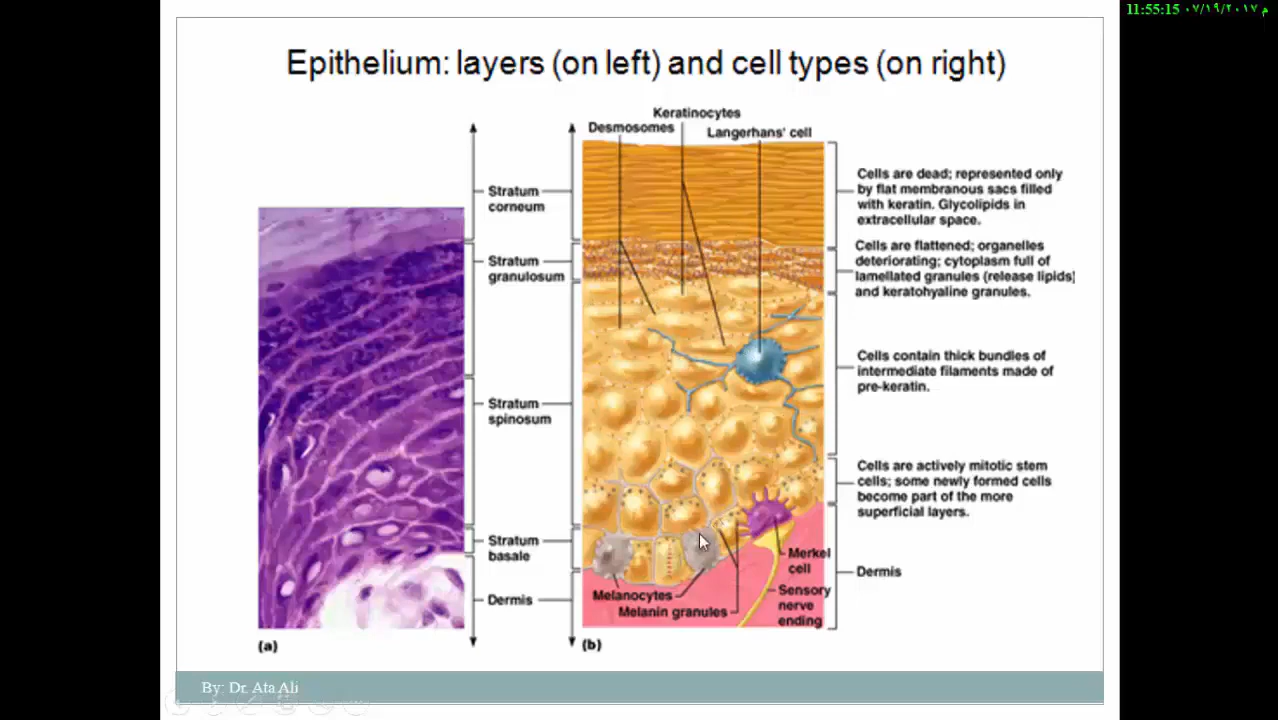 11:55:15 م ٠٧/١٩/٢٠١٧
Epithelium: layers (on left) and cell types (on right)
Keratinocytes
Desmosomes
Langerhans' cell
Stratum
corneum
Stratum
granulosum
Stratum
spinosum
Stratum
basale
Dermis
Cells are dead; represented only
by flat membranous sacs filled
with keratin. Glycolipids in
extracellular space.
Cells are flattened; organelles
deteriorating; cytoplasm full of
lamellated granules (release lipids)
and keratohyaline granules.
Cells contain thick bundles of
intermediate filaments made of
pre-keratin.
Cells are actively mitotic stem
cells; some newly formed cells
become part of the more
superficial layers.
Dermis
Merkel
cell
Sensory
nerve
ending
Melanocytes
Melanin granules
(a)
(b)
By: Dr. Ata Ali